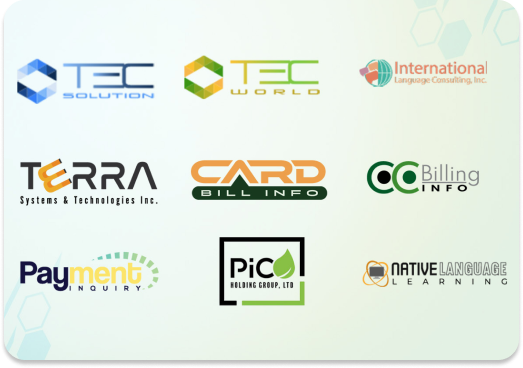 TEC
SOLUTION
TEC
WORLD
International
Language Consulting, Inc.
TERRA
Systems & Technologies Inc.
CARD
BILL INFO
CC Billing
INFO
Payment
INQUIRY
PiCO
HOLDING GROUP, LTD
NATIVE LANGUAGE
LEARNING